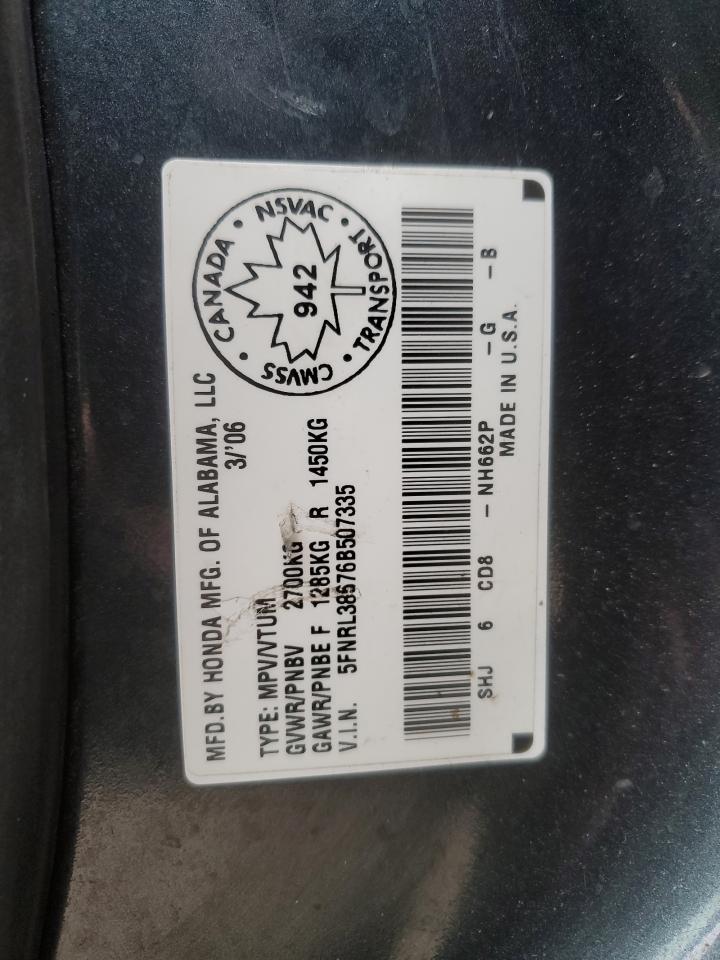 MFD.BY HONDA MFG. OF ALABAMA, LLC
3/'06
TYPE: MPV/VTUM
GVWR/PNBV 2700KG
GAWR/PNBE F 1285KG R 1450KG
V.I.N. 5FNRL38576B507335
CANADA • NSVAC • TRANSPORT • CMVSS •
942
SHJ 6 CD8 - NH662P - G - B
MADE IN U.S.A.